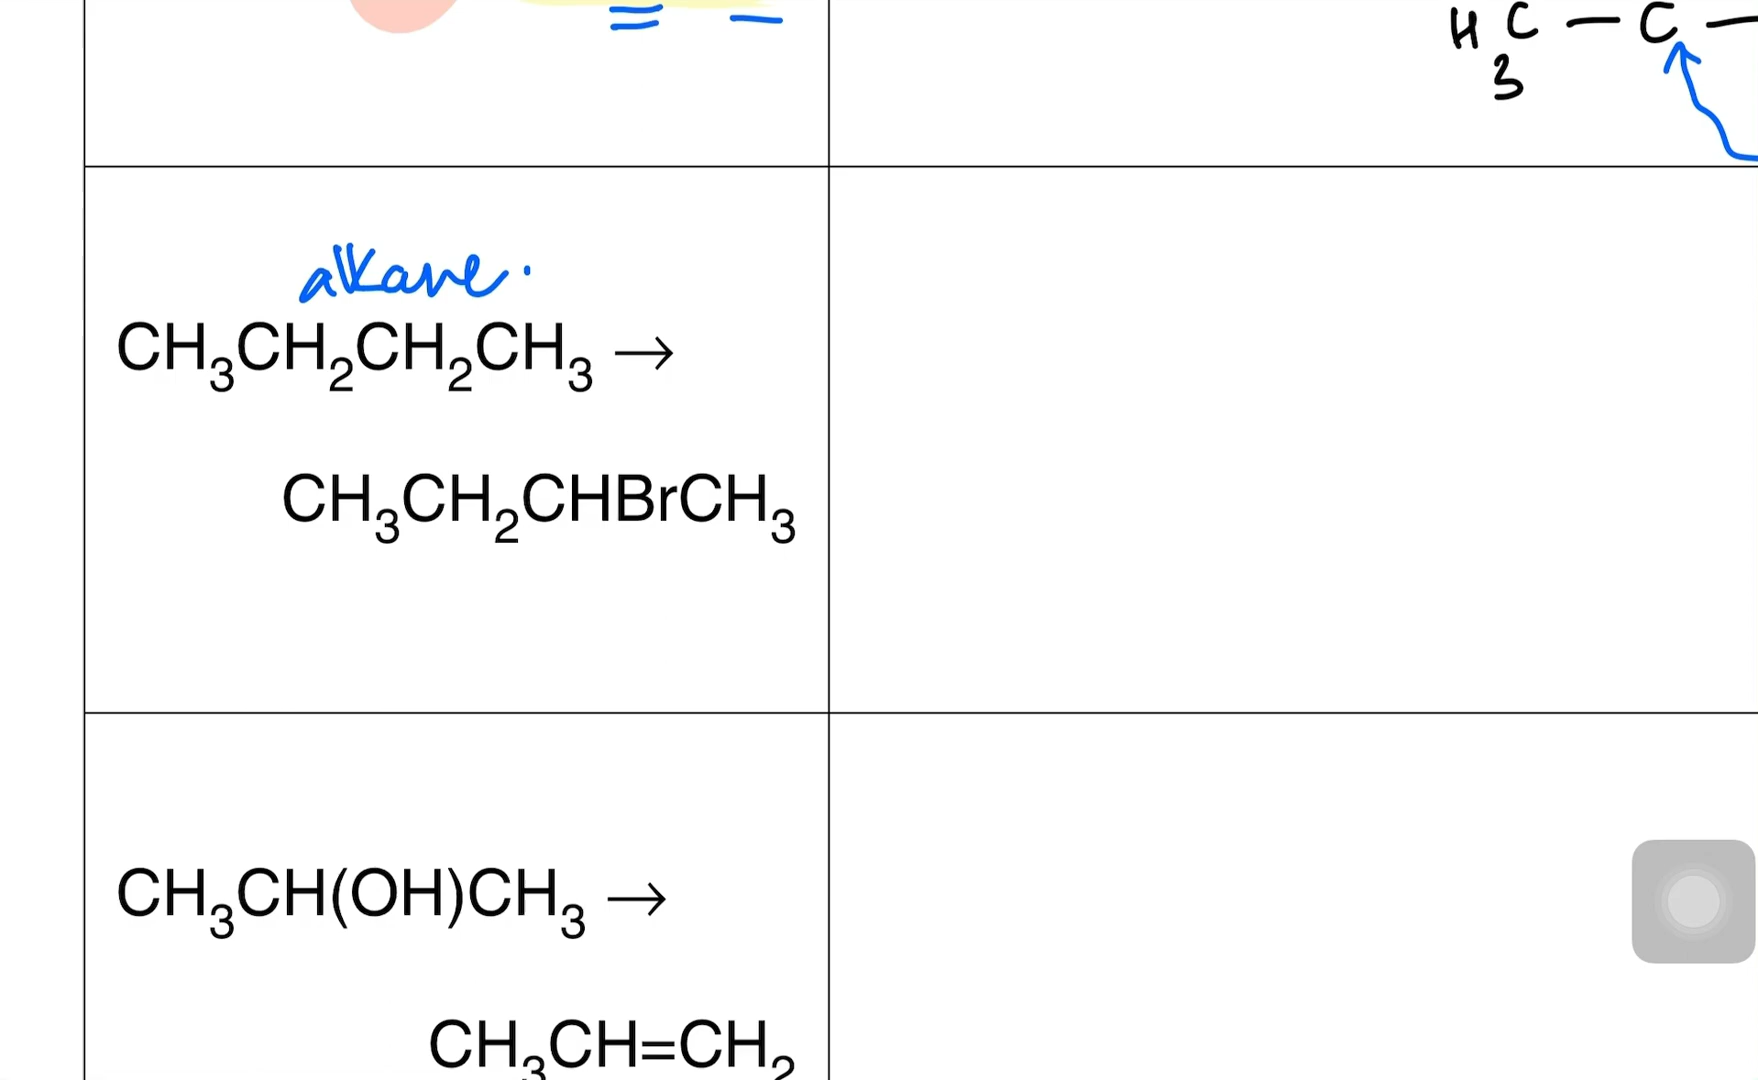 H₃C — C —
alkane.
CH₃CH₂CH₂CH₃ →
CH₃CH₂CHBrCH₃
CH₃CH(OH)CH₃ →
CH₃CH=CH₂